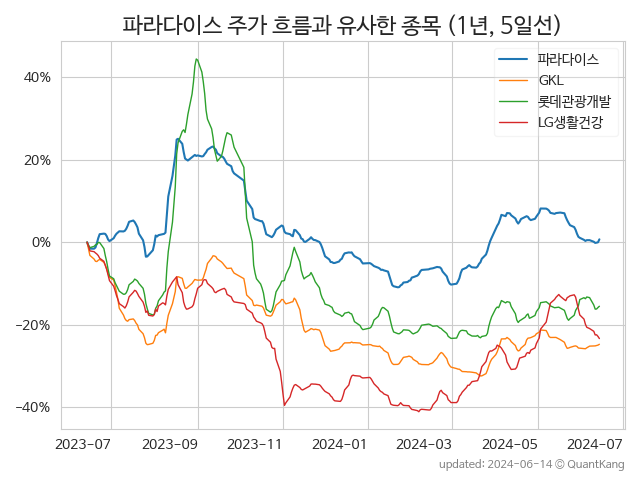 파라다이스 주가 흐름과 유사한 종목 (1년, 5일선)
파라다이스
GKL
롯데관광개발
LG생활건강
40%
20%
0%
−20%
−40%
2023-07 2023-09 2023-11 2024-01 2024-03 2024-05 2024-07
updated: 2024-06-14 © QuantKang